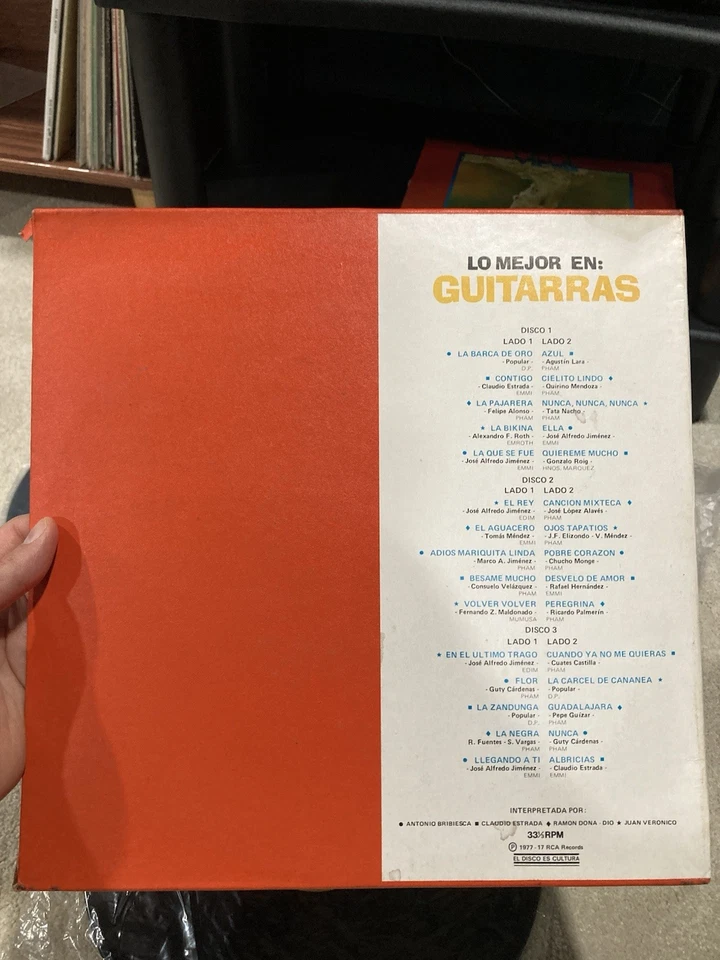 LO MEJOR EN:
GUITARRAS
DISCO 1
LADO 1 LADO 2
● LA BARCA DE ORO AZUL ■
- Popular - - Agustín Lara -
D.P. PHAM
■ CONTIGO CIELITO LINDO ♦
- Claudio Estrada - - Quirino Mendoza -
EMMI PHAM
♦ LA PAJARERA NUNCA, NUNCA, NUNCA ★
- Felipe Alonso - - Tata Nacho -
PHAM PHAM
★ LA BIKINA ELLA ●
- Alexandro F. Roth - - José Alfredo Jiménez -
EMROTH EMMI
● LA QUE SE FUE QUIEREME MUCHO ■
- José Alfredo Jiménez - - Gonzalo Roig -
EMMI HNOS. MARQUEZ
DISCO 2
LADO 1 LADO 2
★ EL REY CANCION MIXTECA ♦
- José Alfredo Jiménez - - José López Alavés -
EDIM PHAM
♦ EL AGUACERO OJOS TAPATIOS ★
- Tomás Méndez - - J.F. Elizondo - V. Méndez -
EMMI PHAM
● ADIOS MARIQUITA LINDA POBRE CORAZON ●
- Marco A. Jiménez - - Chucho Monge -
PHAM PHAM
■ BESAME MUCHO DESVELO DE AMOR ■
- Consuelo Velázquez - - Rafael Hernández -
PHAM EMMI
★ VOLVER VOLVER PEREGRINA ♦
- Fernando Z. Maldonado - - Ricardo Palmerín -
MUMUSA PHAM
DISCO 3
LADO 1 LADO 2
★ EN EL ULTIMO TRAGO CUANDO YA NO ME QUIERAS ■
- José Alfredo Jiménez - - Cuates Castilla -
EDIM PHAM
● FLOR LA CARCEL DE CANANEA ★
- Guty Cárdenas - - Popular -
PHAM D.P.
■ LA ZANDUNGA GUADALAJARA ♦
- Popular - - Pepe Guízar -
D.P. PHAM
♦ LA NEGRA NUNCA ●
R. Fuentes - S. Vargas - - Guty Cárdenas -
PHAM PHAM
● LLEGANDO A TI ALBRICIAS ■
- José Alfredo Jiménez - - Claudio Estrada -
EMMI EMMI
INTERPRETADA POR:
● ANTONIO BRIBIESCA ■ CLAUDIO ESTRADA ♦ RAMON DONA - DIO ★ JUAN VERONICO
33⅓RPM
Ⓟ 1977 - 17 RCA Records
EL DISCO ES CULTURA